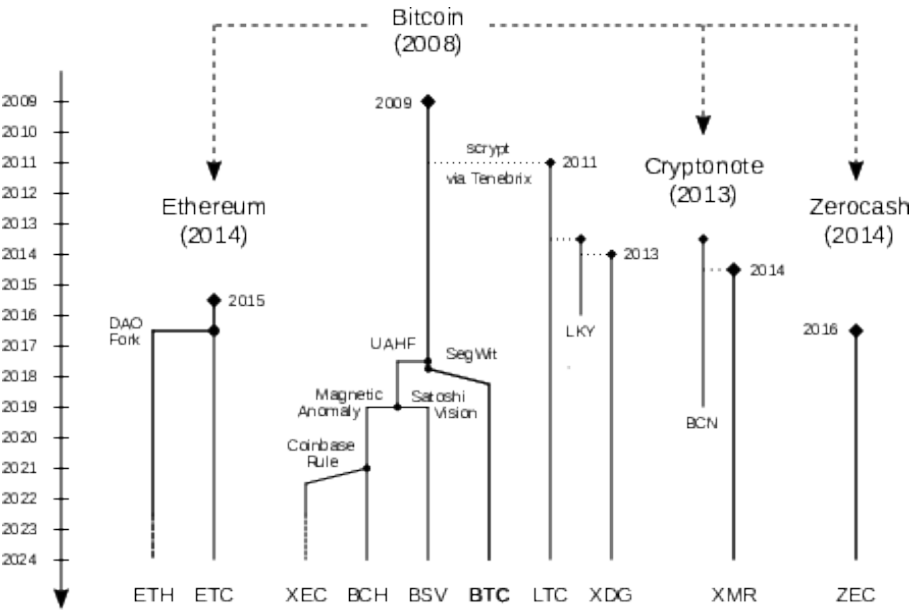 Bitcoin
(2008)
2009
2010
2011
2012
2013
2014
2015
2016
2017
2018
2019
2020
2021
2022
2023
2024
Ethereum
(2014)
2015
DAO
Fork
2009
scrypt
via Tenebrix
2011
Cryptonote
(2013)
Zerocash
(2014)
2013
2014
LKY
2016
UAHF
SegWit
Magnetic
Anomaly
Satoshi
Vision
BCN
Coinbase
Rule
ETH ETC XEC BCH BSV BTC LTC XDG XMR ZEC